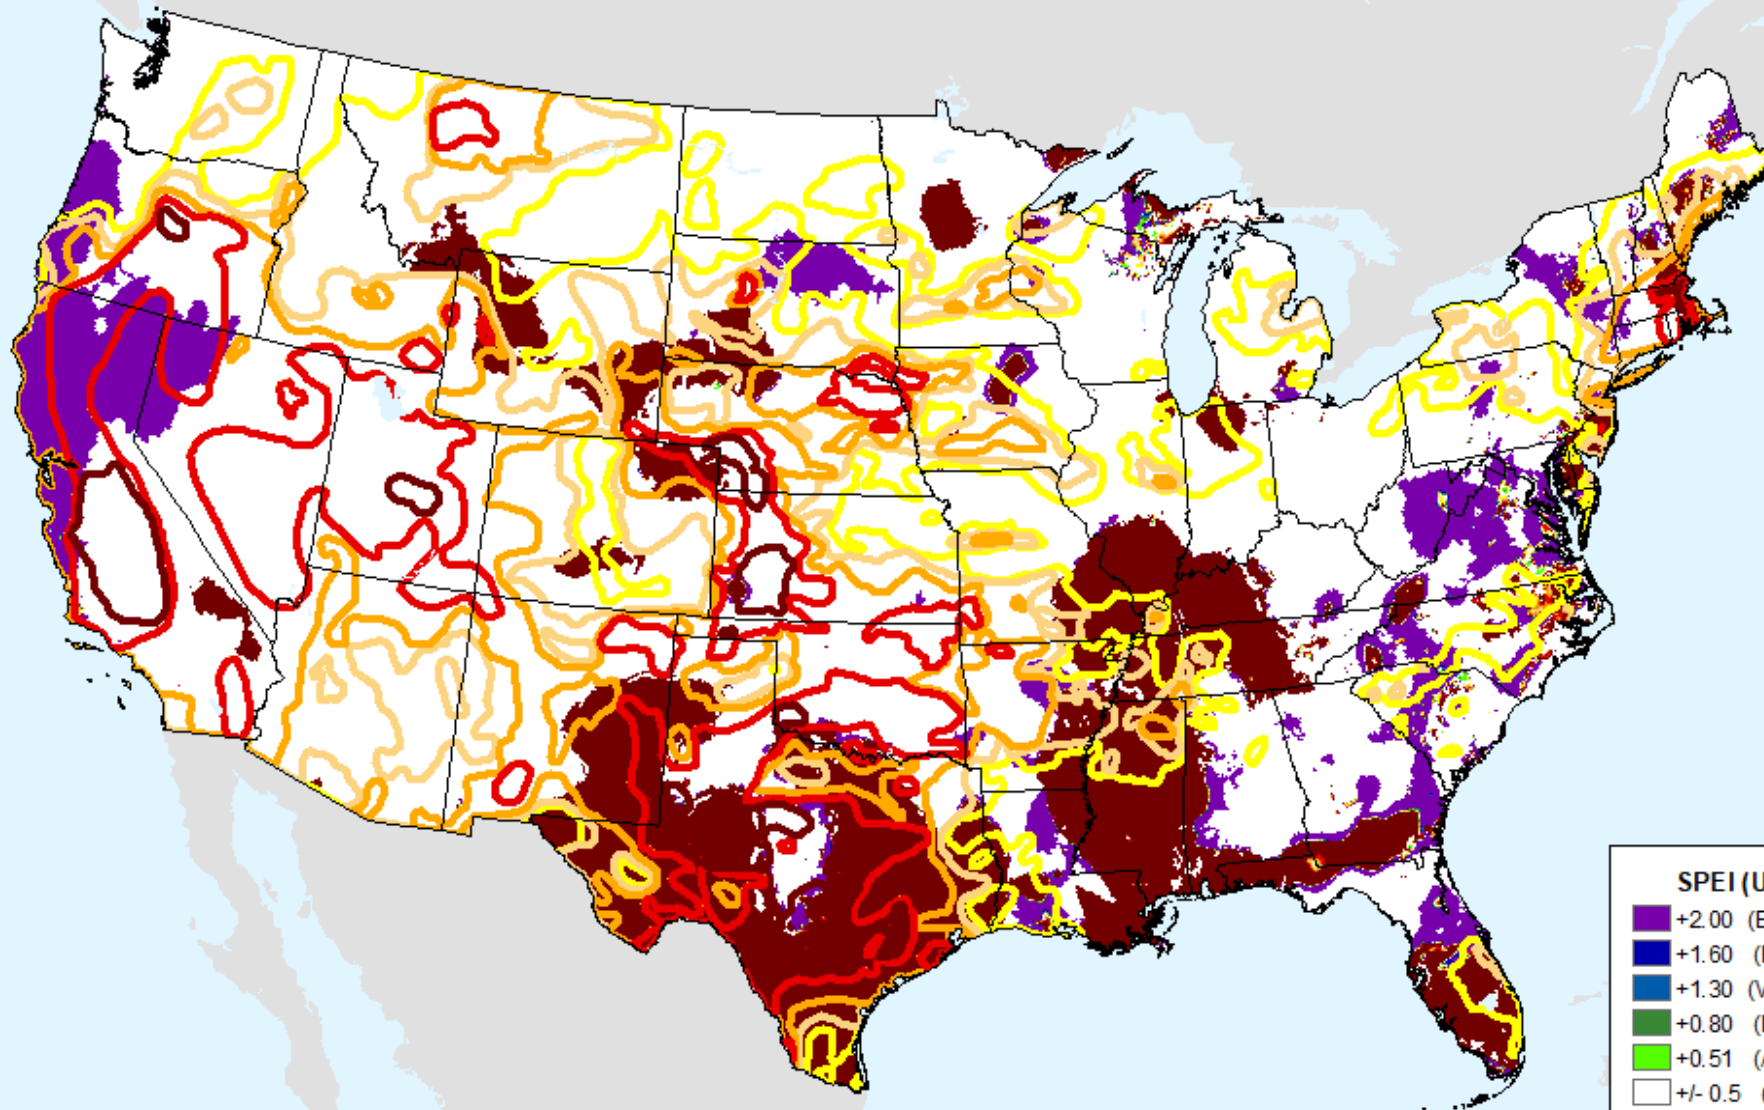 SPEI (U
+2.00 (E
+1.60 (
+1.30 (V
+0.80 (
+0.51 (
+/- 0.5 (